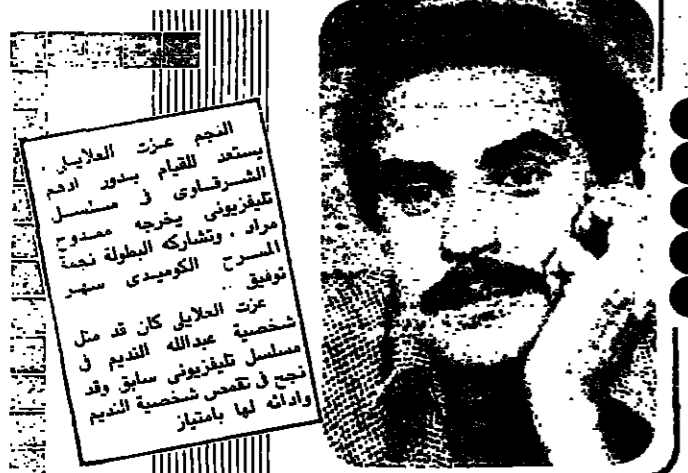 النجم عزت العلايلي .
يستعد للقيام بدور ادهم
الشرقاوى فى مسلسل
تليفزيونى يخرجه ممدوح
مراد . وتشاركه البطولة نجمة
المسرح الكوميدى سهير
توفيق ..
عزت العلايلى كان قد مثل
شخصية عبدالله النديم فى
مسلسل تليفزيونى سابق وقد
نجح فى تقمص شخصية النديم
وادائه لها بامتياز